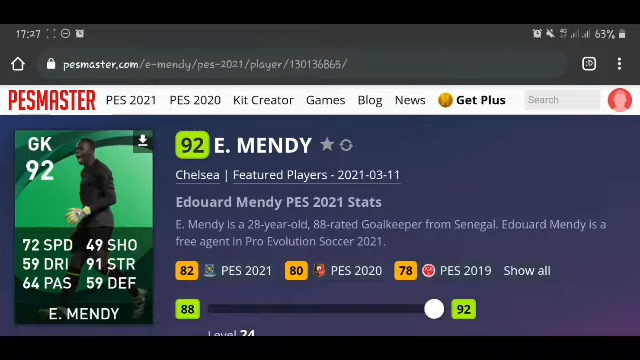 17:27 63%
pesmaster.com/e-mendy/pes-2021/player/130136865/
PESMASTER PES 2021 PES 2020 Kit Creator Games Blog News Get Plus Search
GK
92
72 SPD 49 SHO
59 DRI 91 STR
64 PAS 59 DEF
E. MENDY
92 E. MENDY
Chelsea | Featured Players - 2021-03-11
Edouard Mendy PES 2021 Stats
E. Mendy is a 28-year-old, 88-rated Goalkeeper from Senegal. Edouard Mendy is a
free agent in Pro Evolution Soccer 2021.
82 PES 2021 80 PES 2020 78 PES 2019 Show all
88 92
Level 24